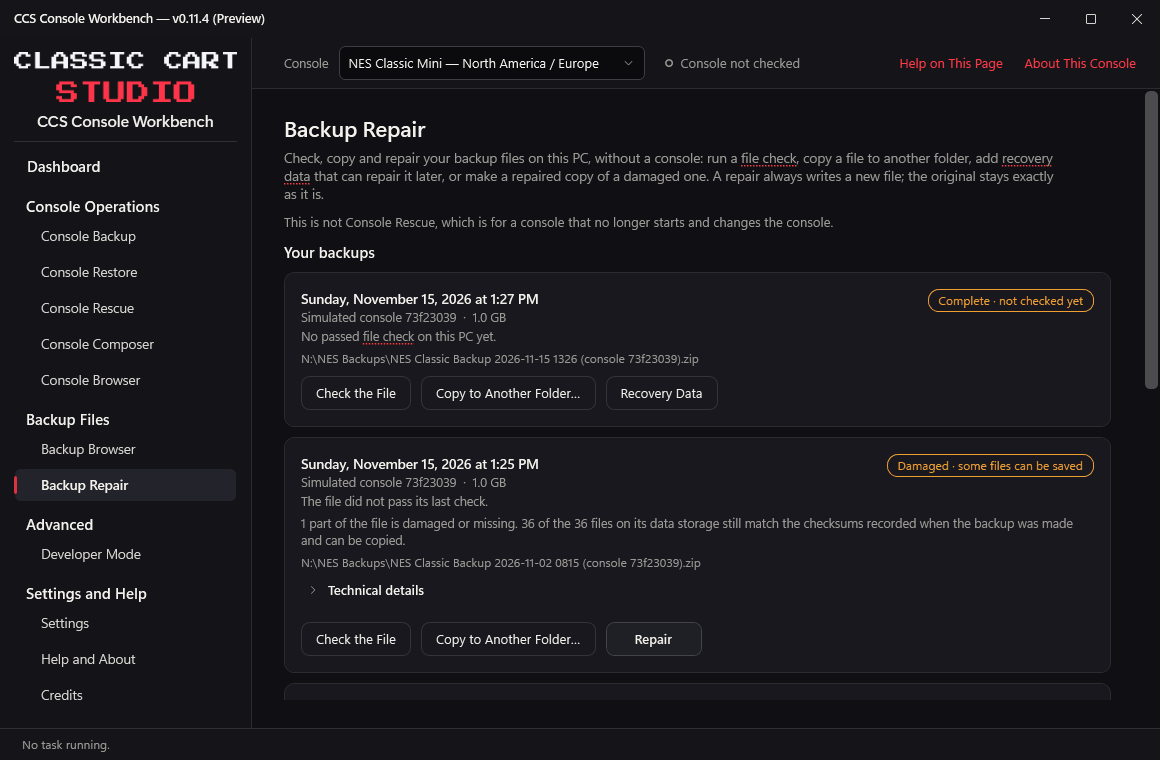 CCS Console Workbench — v0.11.4 (Preview)
CLASSIC CART
STUDIO
CCS Console Workbench
Dashboard
Console Operations
Console Backup
Console Restore
Console Rescue
Console Composer
Console Browser
Backup Files
Backup Browser
Backup Repair
Advanced
Developer Mode
Settings and Help
Settings
Help and About
Credits
Console
NES Classic Mini — North America / Europe
Console not checked
Help on This Page
About This Console
Backup Repair
Check, copy and repair your backup files on this PC, without a console: run a file check, copy a file to another folder, add recovery
data that can repair it later, or make a repaired copy of a damaged one. A repair always writes a new file; the original stays exactly
as it is.
This is not Console Rescue, which is for a console that no longer starts and changes the console.
Your backups
Sunday, November 15, 2026 at 1:27 PM
Complete · not checked yet
Simulated console 73f23039 · 1.0 GB
No passed file check on this PC yet.
N:\NES Backups\NES Classic Backup 2026-11-15 1326 (console 73f23039).zip
Check the File
Copy to Another Folder...
Recovery Data
Sunday, November 15, 2026 at 1:25 PM
Damaged · some files can be saved
Simulated console 73f23039 · 1.0 GB
The file did not pass its last check.
1 part of the file is damaged or missing. 36 of the 36 files on its data storage still match the checksums recorded when the backup was made
and can be copied.
N:\NES Backups\NES Classic Backup 2026-11-02 0815 (console 73f23039).zip
Technical details
Check the File
Copy to Another Folder...
Repair
No task running.